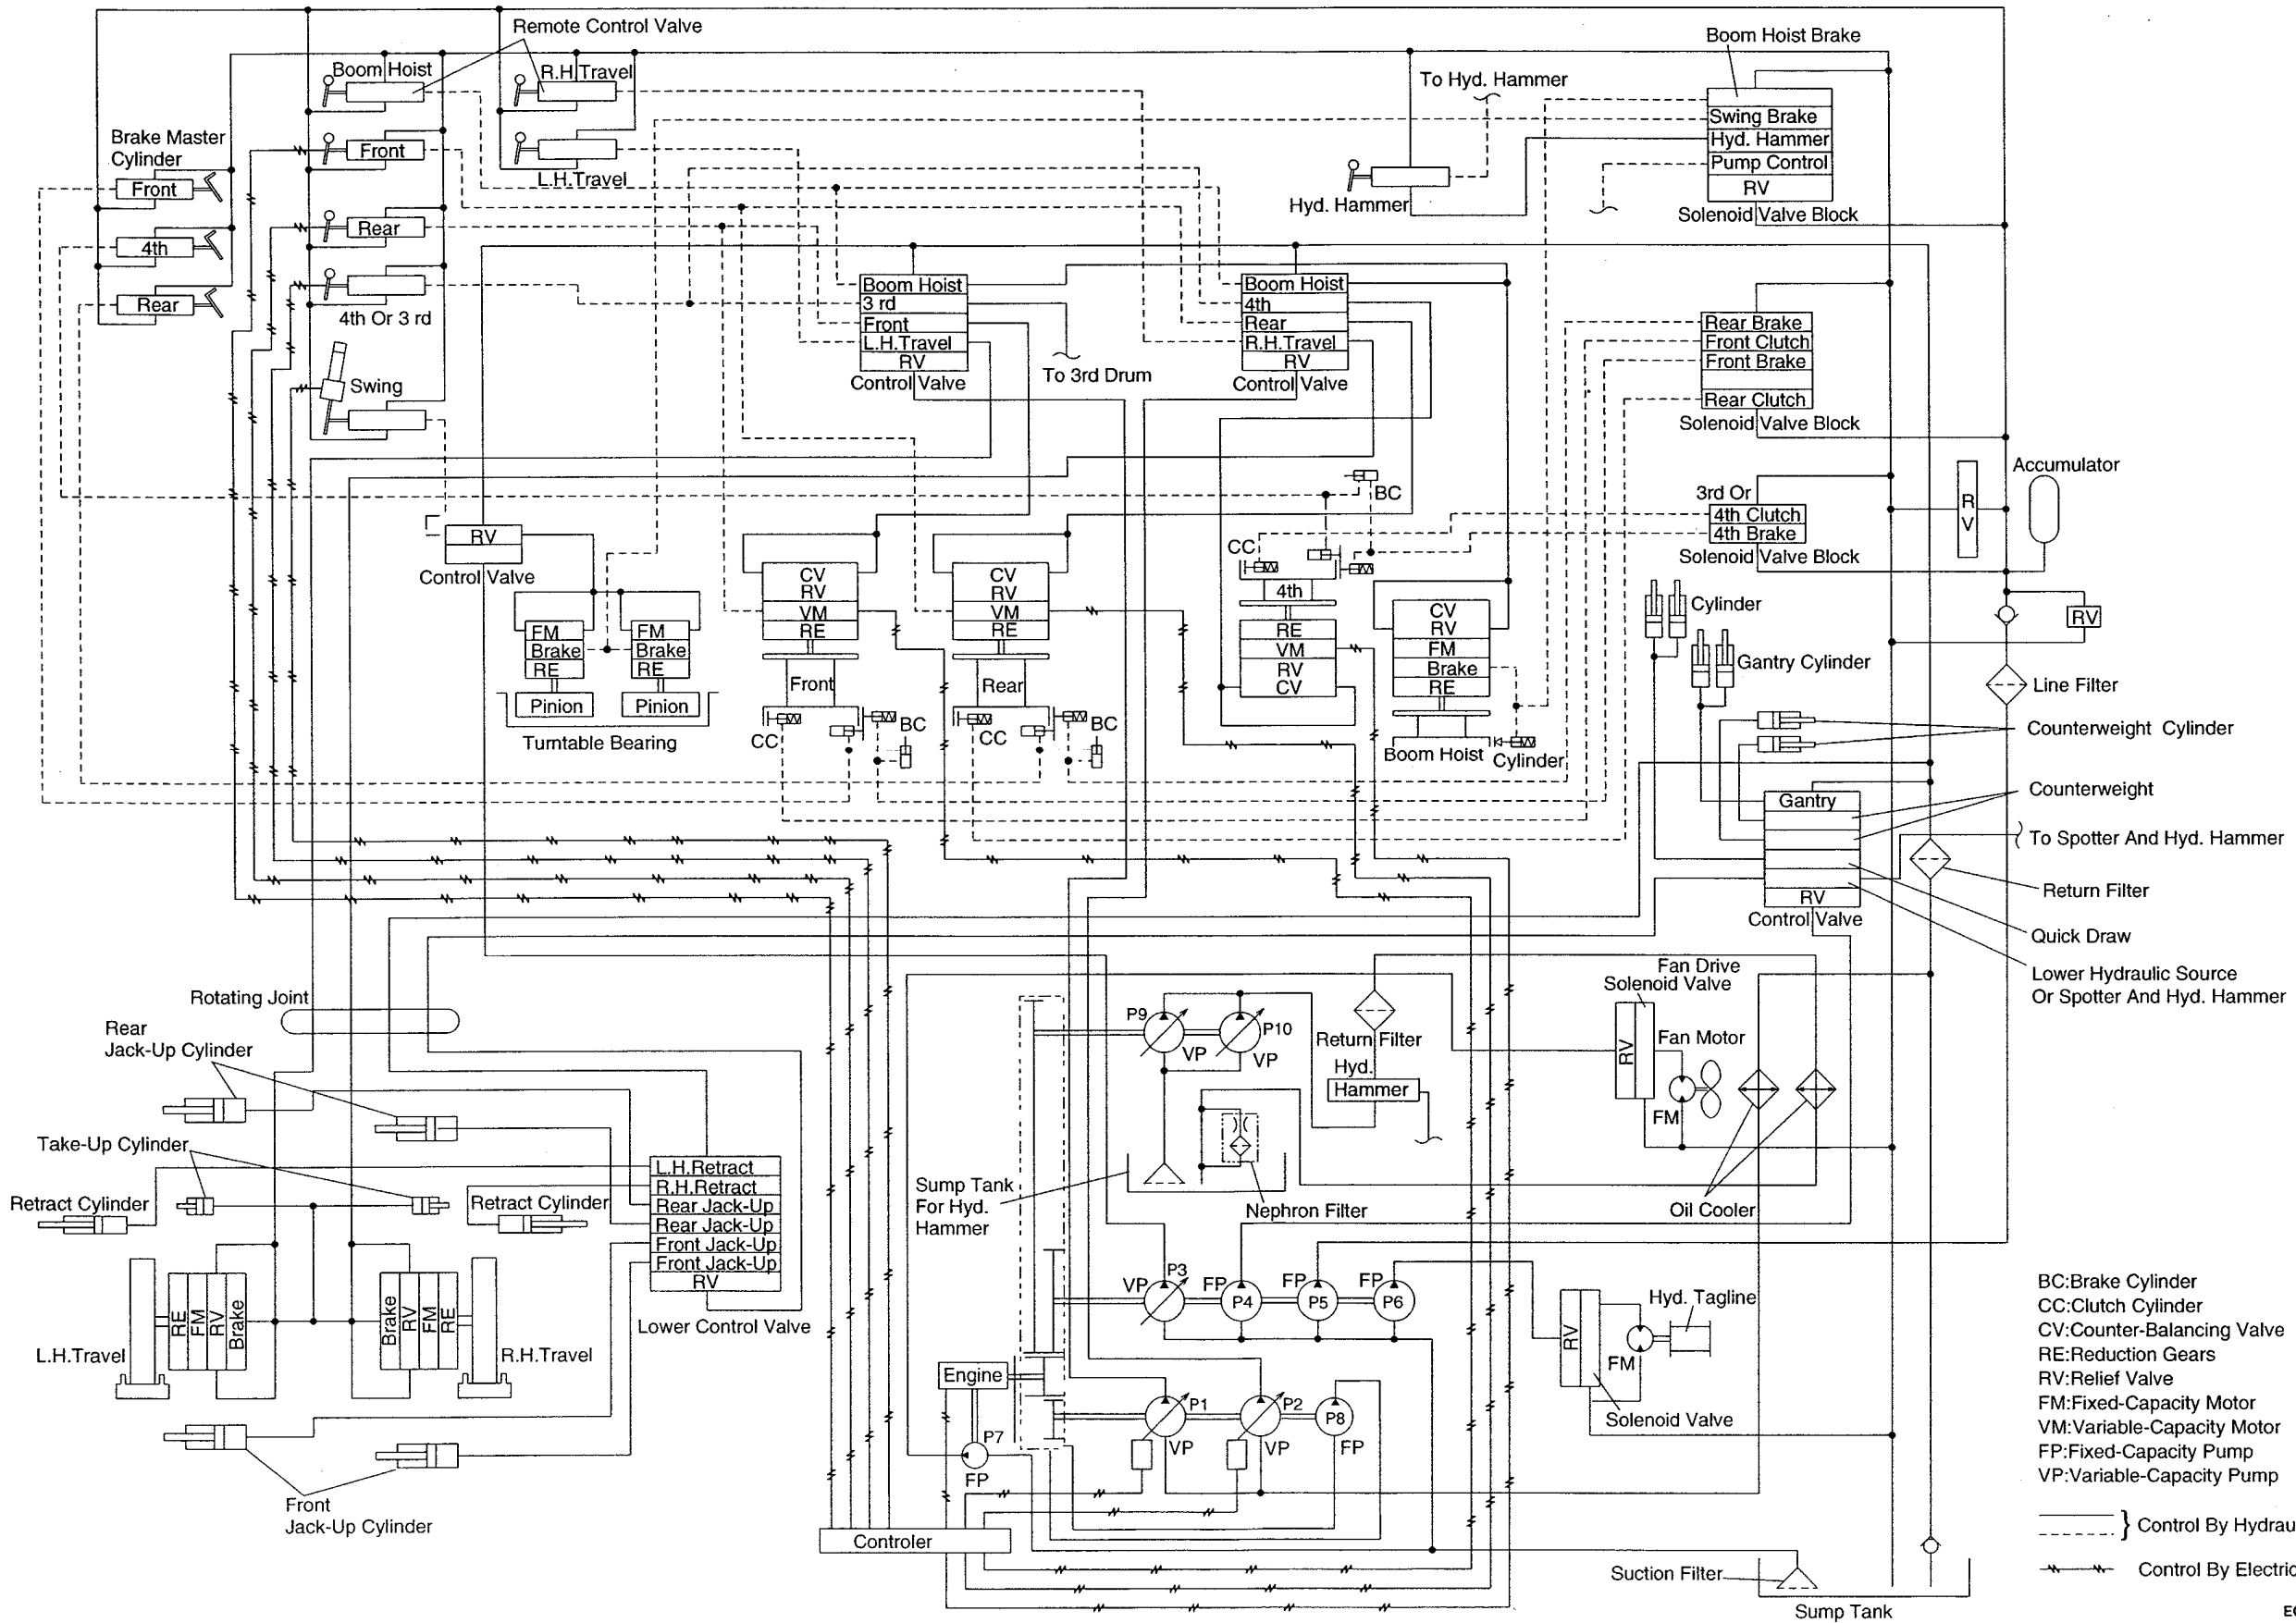 Remote Control Valve
Boom Hoist Brake
Boom Hoist
R.H.Travel
To Hyd. Hammer
Brake Master
Cylinder
Front
L.H.Travel
Swing Brake
Hyd. Hammer
Pump Control
RV
Solenoid Valve Block
Hyd. Hammer
Front
4th
Rear
Rear
4th Or 3 rd
Swing
Boom Hoist
3 rd
Front
L.H.Travel
RV
Control Valve
To 3rd Drum
Boom Hoist
4th
Rear
R.H.Travel
RV
Control Valve
Rear Brake
Front Clutch
Front Brake
Rear Clutch
Solenoid Valve Block
BC
3rd Or
4th Clutch
4th Brake
Solenoid Valve Block
R
V
Accumulator
RV
Control Valve
FM
Brake
RE
Pinion
FM
Brake
RE
Pinion
Turntable Bearing
CV
RV
VM
RE
Front
CC
BC
CV
RV
VM
RE
Rear
CC
BC
CC
4th
RE
VM
RV
CV
CV
RV
FM
Brake
RE
Boom Hoist
Cylinder
Cylinder
Gantry Cylinder
RV
Line Filter
Counterweight Cylinder
Counterweight
Gantry
RV
Control Valve
To Spotter And Hyd. Hammer
Return Filter
Quick Draw
Lower Hydraulic Source
Or Spotter And Hyd. Hammer
Rotating Joint
Rear
Jack-Up Cylinder
Take-Up Cylinder
Retract Cylinder
Retract Cylinder
L.H.Retract
R.H.Retract
Rear Jack-Up
Rear Jack-Up
Front Jack-Up
Front Jack-Up
RV
Lower Control Valve
RE
FM
RV
Brake
L.H.Travel
Brake
RV
FM
RE
R.H.Travel
Front
Jack-Up Cylinder
P9
VP
P10
VP
Return Filter
Hyd.
Hammer
Sump Tank
For Hyd.
Hammer
Nephron Filter
Fan Drive
Solenoid Valve
RV
Fan Motor
FM
Oil Cooler
VP
P3
FP
P4
FP
P5
FP
P6
RV
FM
Hyd. Tagline
Solenoid Valve
Engine
P7
FP
P1
VP
P2
VP
P8
FP
Controler
Suction Filter
Sump Tank
BC:Brake Cylinder
CC:Clutch Cylinder
CV:Counter-Balancing Valve
RE:Reduction Gears
RV:Relief Valve
FM:Fixed-Capacity Motor
VM:Variable-Capacity Motor
FP:Fixed-Capacity Pump
VP:Variable-Capacity Pump
Control By Hydrau
Control By Electric